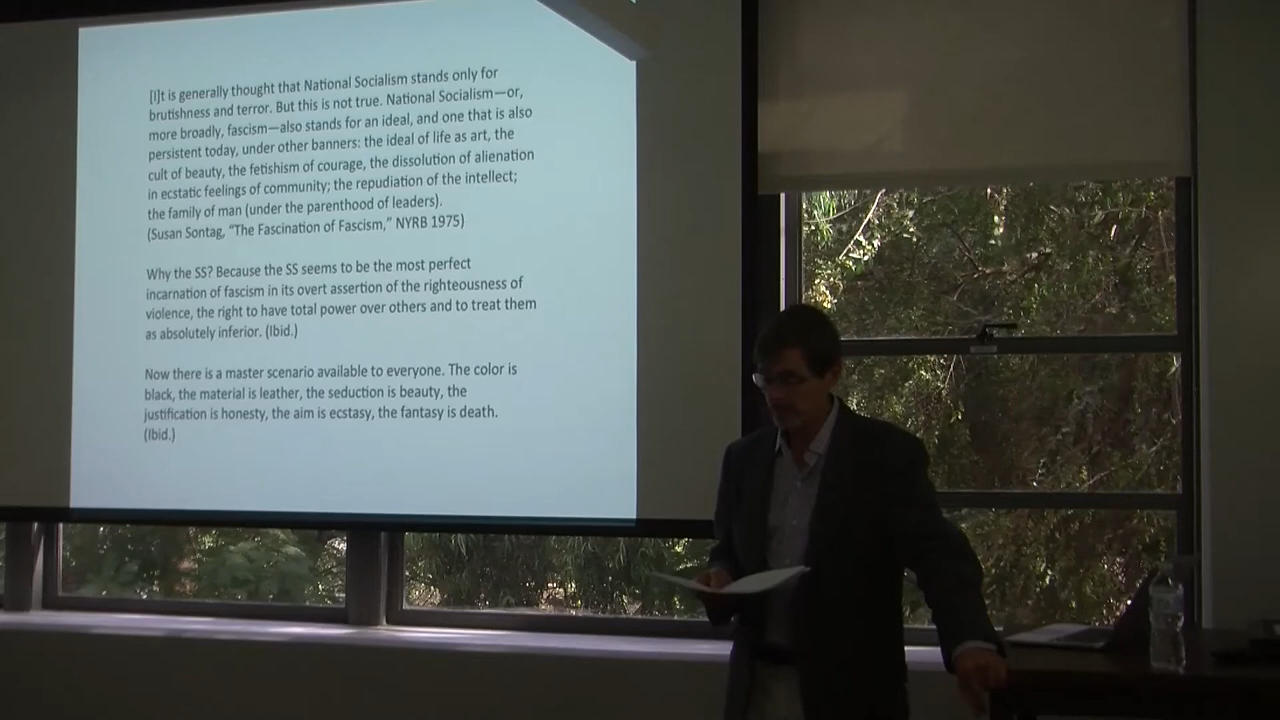 [I]t is generally thought that National Socialism stands only for
brutishness and terror. But this is not true. National Socialism—or,
more broadly, fascism—also stands for an ideal, and one that is also
persistent today, under other banners: the ideal of life as art, the
cult of beauty, the fetishism of courage, the dissolution of alienation
in ecstatic feelings of community; the repudiation of the intellect;
the family of man (under the parenthood of leaders).
(Susan Sontag, “The Fascination of Fascism,” NYRB 1975)
Why the SS? Because the SS seems to be the most perfect
incarnation of fascism in its overt assertion of the righteousness of
violence, the right to have total power over others and to treat them
as absolutely inferior. (Ibid.)
Now there is a master scenario available to everyone. The color is
black, the material is leather, the seduction is beauty, the
justification is honesty, the aim is ecstasy, the fantasy is death.
(Ibid.)